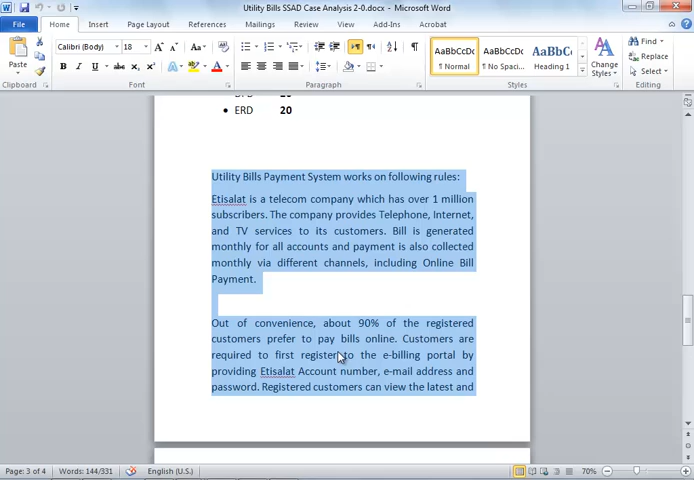 Utility Bills SSAD Case Analysis 2-0.docx - Microsoft Word
File Home Insert Page Layout References Mailings Review View Add-Ins Acrobat
Calibri (Body) 18
Paste
Clipboard
Font
Paragraph
AaBbCcDc AaBbCcDc AaBbCc
¶ Normal ¶ No Spaci... Heading 1
Change Styles
Styles
Find
Replace
Select
Editing
• ERD 20
Utility Bills Payment System works on following rules:
Etisalat is a telecom company which has over 1 million
subscribers. The company provides Telephone, Internet,
and TV services to its customers. Bill is generated
monthly for all accounts and payment is also collected
monthly via different channels, including Online Bill
Payment.
Out of convenience, about 90% of the registered
customers prefer to pay bills online. Customers are
required to first register to the e-billing portal by
providing Etisalat Account number, e-mail address and
password. Registered customers can view the latest and
Page: 3 of 4 Words: 144/331 English (U.S.) 70%